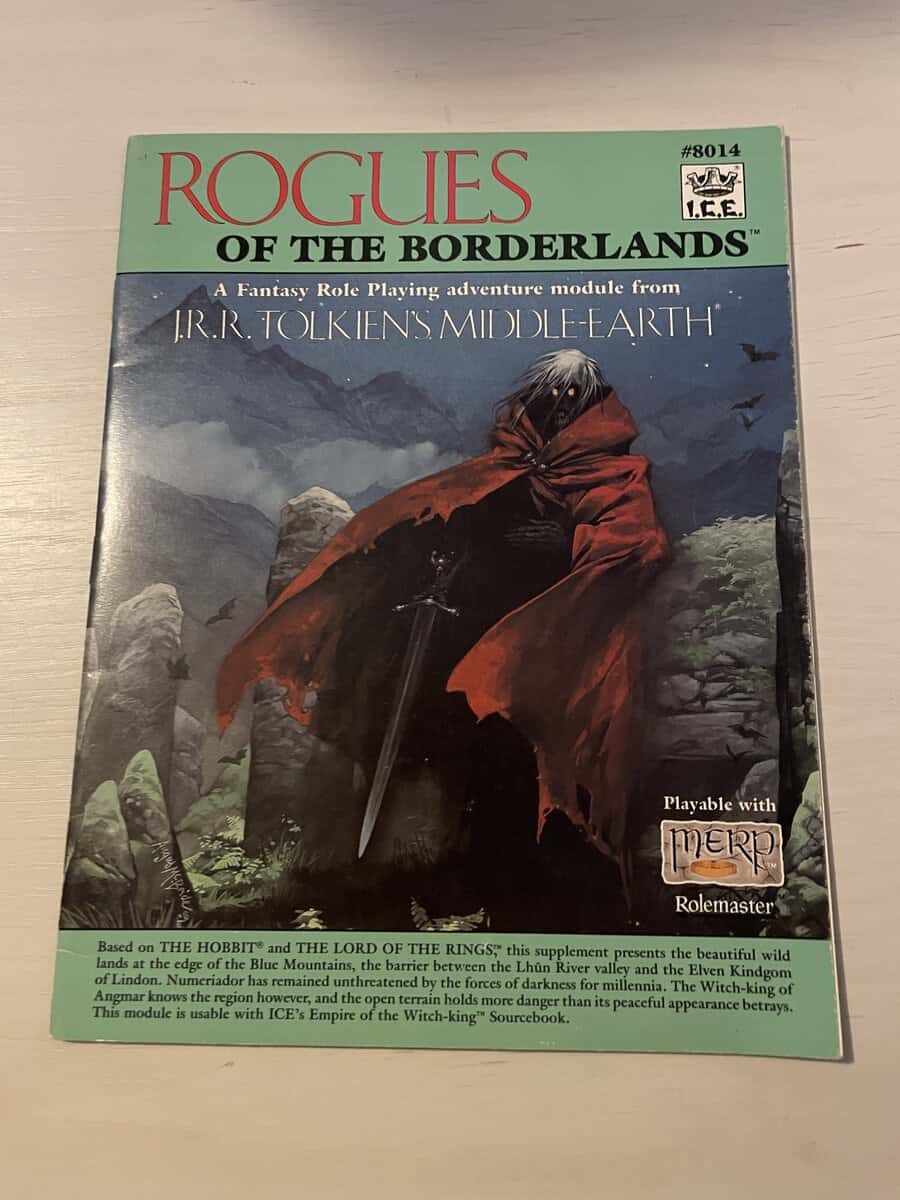 ROGUES
#8014
I.C.E.
OF THE BORDERLANDS™
A Fantasy Role Playing adventure module from
J.R.R. TOLKIEN'S MIDDLE-EARTH®
Playable with
MERP™
Rolemaster
Based on THE HOBBIT® and THE LORD OF THE RINGS,™ this supplement presents the beautiful wild
lands at the edge of the Blue Mountains, the barrier between the Lhûn River valley and the Elven Kindgom
of Lindon. Numeriador has remained unthreatened by the forces of darkness for millennia. The Witch-king of
Angmar knows the region however, and the open terrain holds more danger than its peaceful appearance betrays.
This module is usable with ICE's Empire of the Witch-king™ Sourcebook.